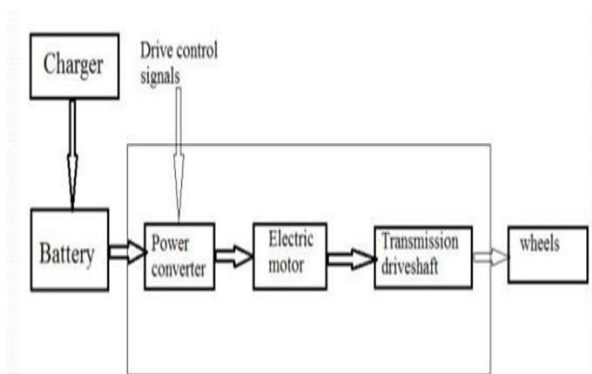 Charger
Drive control
signals
Battery
Power
converter
Electric
motor
Transmission
driveshaft
wheels